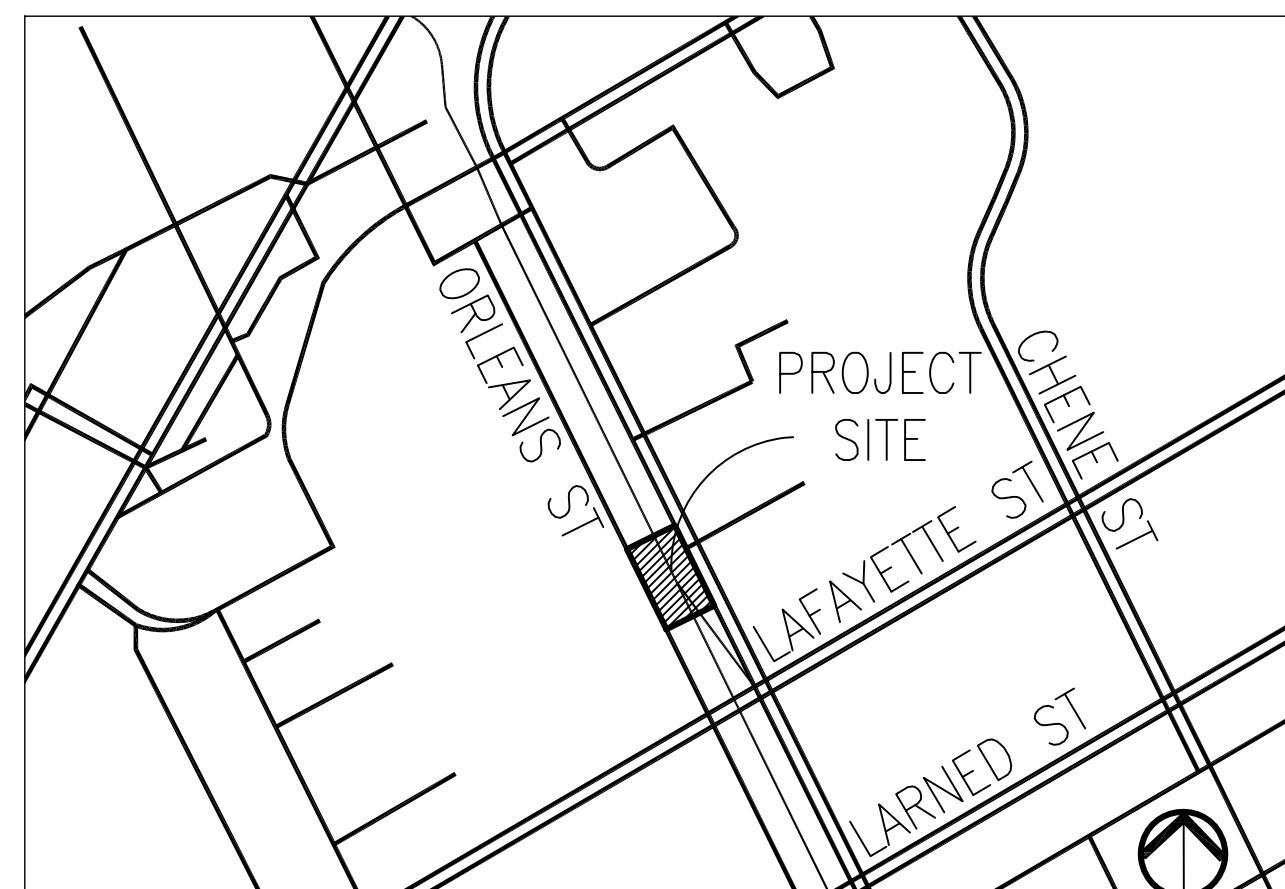 ORLEANS ST
PROJECT
SITE
CHENE ST
LAFAYETTE ST
LARNED ST